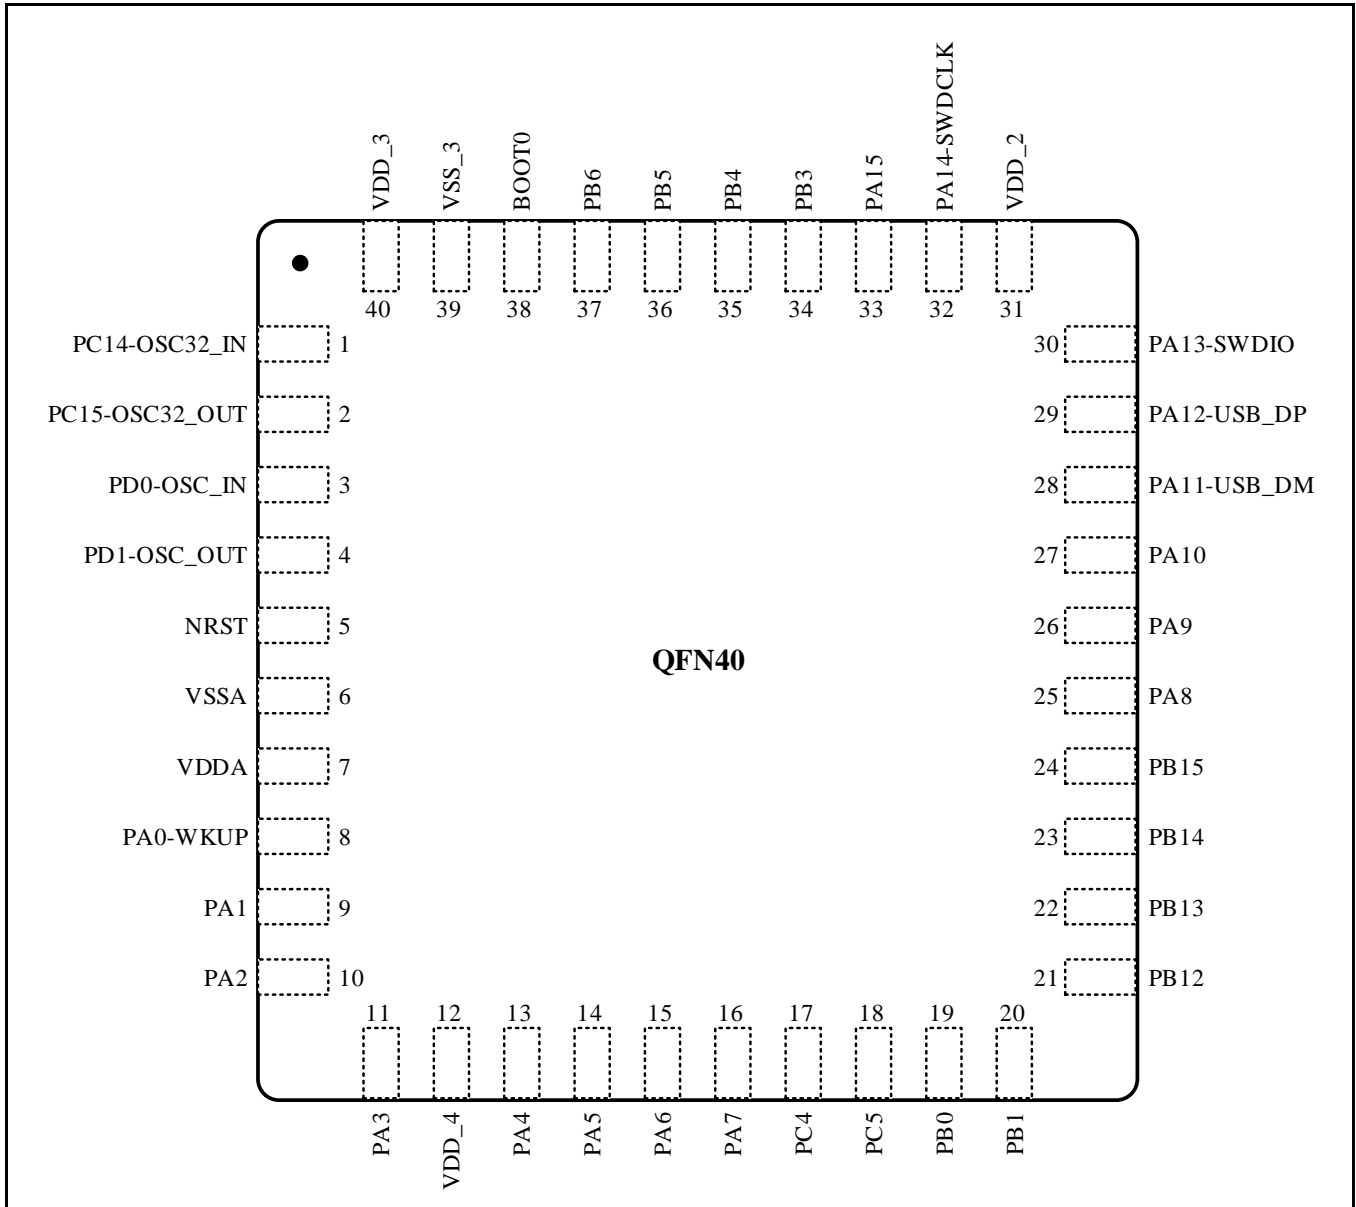 VDD_3
VSS_3
BOOT0
PB6
PB5
PB4
PB3
PA15
PA14-SWDCLK
VDD_2
40 39 38 37 36 35 34 33 32 31
PC14-OSC32_IN 1 30 PA13-SWDIO
PC15-OSC32_OUT 2 29 PA12-USB_DP
PD0-OSC_IN 3 28 PA11-USB_DM
PD1-OSC_OUT 4 27 PA10
NRST 5 26 PA9
QFN40
VSSA 6 25 PA8
VDDA 7 24 PB15
PA0-WKUP 8 23 PB14
PA1 9 22 PB13
PA2 10 21 PB12
11 12 13 14 15 16 17 18 19 20
PA3
VDD_4
PA4
PA5
PA6
PA7
PC4
PC5
PB0
PB1